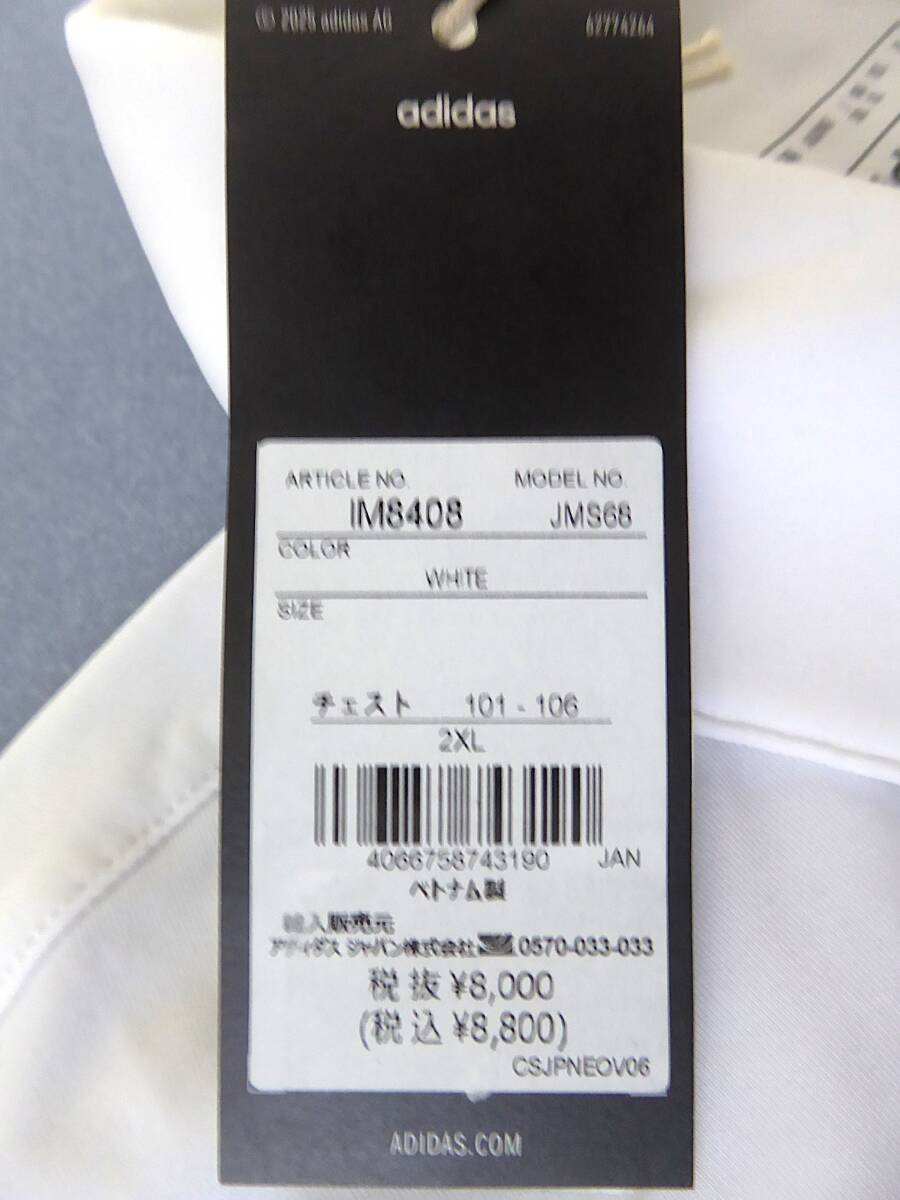 © 2025 adidas AG 62774264
adidas
ARTICLE NO. MODEL NO.
IM8408 JMS68
COLOR
WHITE
SIZE
チェスト 101 - 106
2XL
4066758743190 JAN
ベトナム製
輸入販売元
アディダス ジャパン株式会社 0570-033-033
税抜 ¥8,000
(税込 ¥8,800)
CSJPNEOV06
ADIDAS.COM